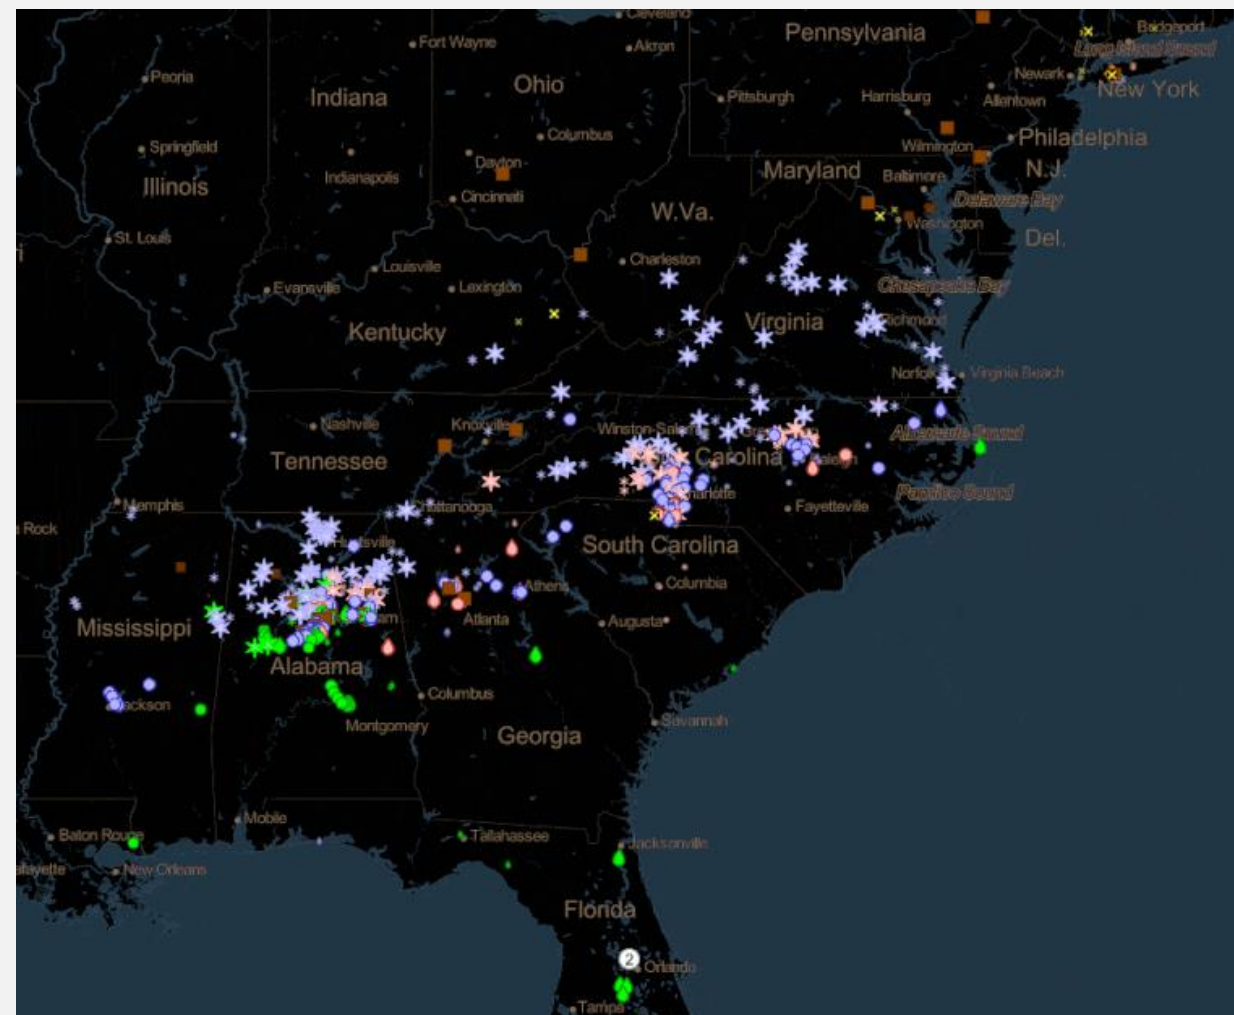 Cleveland
Bridgeport
Pennsylvania
Fort Wayne
Akron
Long Island Sound
Peoria
Newark
New York
Ohio
Indiana
Pittsburgh
Harrisburg
Allentown
Columbus
Philadelphia
Springfield
Wilmington
Dayton
Maryland
N.J.
Indianapolis
Baltimore
Illinois
Cincinnati
Delaware Bay
W.Va.
Washington
St. Louis
Del.
Charleston
Louisville
Evansville
Lexington
Chesapeake Bay
Virginia
Richmond
Kentucky
Norfolk
Virginia Beach
Nashville
Knoxville
Winston-Salem
Albemarle Sound
Tennessee
Carolina
Raleigh
Pamlico Sound
Charlotte
Memphis
Chattanooga
Fayetteville
Rock
Huntsville
South Carolina
Athens
Columbia
Atlanta
Augusta
Mississippi
Alabama
Columbus
Jackson
Savannah
Montgomery
Georgia
Mobile
Baton Rouge
Tallahassee
Jacksonville
afayette
New Orleans
Florida
2
Orlando
Tampa